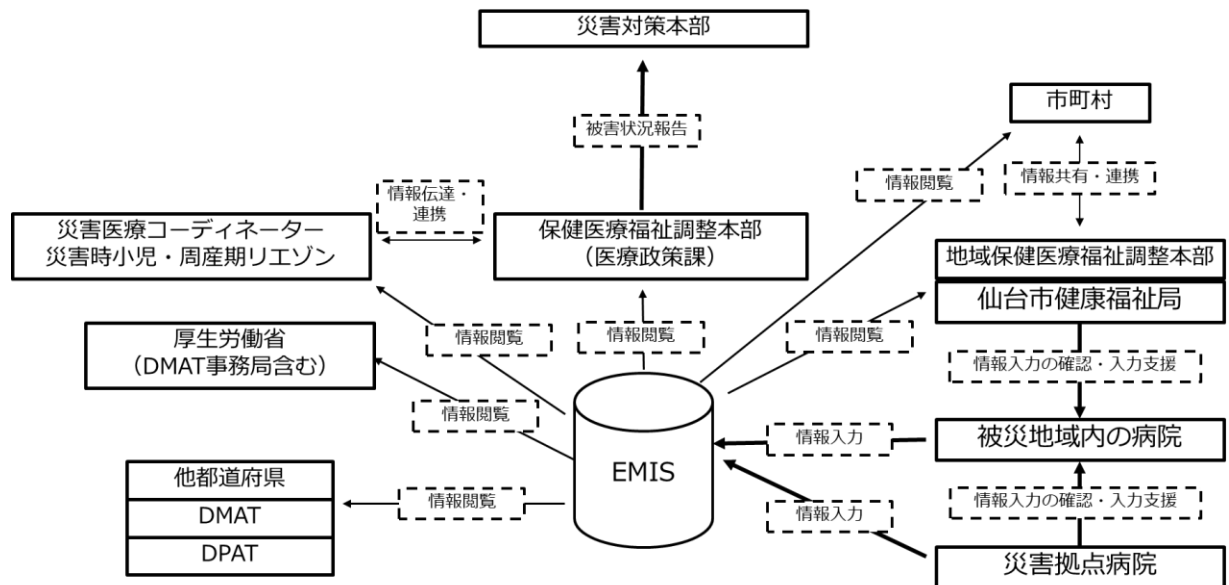 災害対策本部
市町村
被害状況報告
情報閲覧
情報共有・連携
情報伝達・
連携
災害医療コーディネーター
災害時小児・周産期リエゾン
保健医療福祉調整本部
（医療政策課）
地域保健医療福祉調整本部
仙台市健康福祉局
厚生労働省
（DMAT事務局含む）
情報閲覧
情報閲覧
情報閲覧
情報入力の確認・入力支援
情報閲覧
情報入力
被災地域内の病院
EMIS
他都道府県
DMAT
DPAT
情報閲覧
情報入力
情報入力の確認・入力支援
災害拠点病院